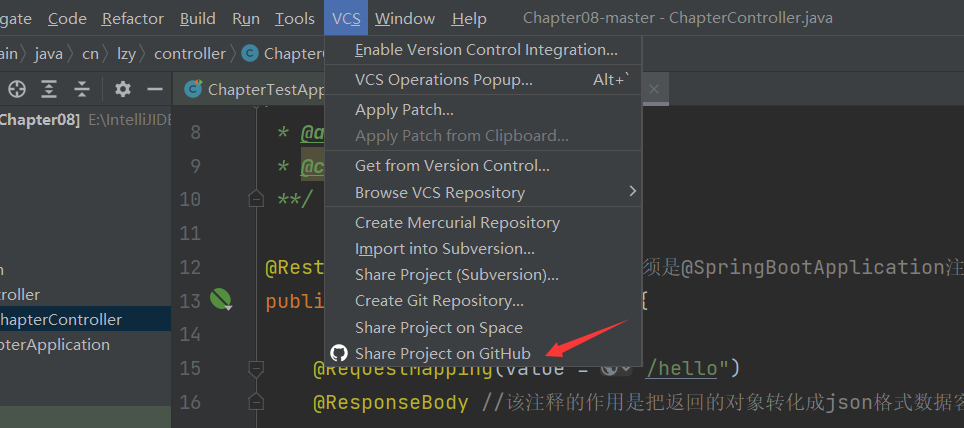 gate Code Refactor Build Run Tools VCS Window Help Chapter08-master - ChapterController.java
ain java cn lzy controller Chapter
ChapterTestApp
Chapter08] E:\IntelliJIDE
ntroller
hapterController
pterApplication
Enable Version Control Integration...
VCS Operations Popup... Alt+`
Apply Patch...
Apply Patch from Clipboard...
Get from Version Control...
Browse VCS Repository
Create Mercurial Repository
Import into Subversion...
Share Project (Subversion)...
Create Git Repository...
Share Project on Space
Share Project on GitHub
8 * @a
9 * @c
10 **/
11
12 @Rest 须是@SpringBootApplication注
13 publi {
14
15 @RequestMapping(value = "/hello")
16 @ResponseBody //该注释的作用是把返回的对象转化成json格式数据客